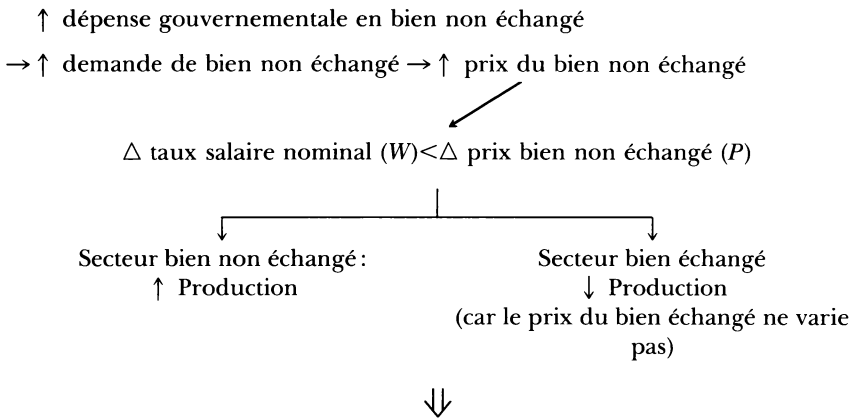 ↑ dépense gouvernementale en bien non échangé
→↑ demande de bien non échangé → ↑ prix du bien non échangé
△ taux salaire nominal (W)<△ prix bien non échangé (P)
Secteur bien non échangé :
↑ Production
Secteur bien échangé
↓ Production
(car le prix du bien échangé ne varie
pas)
⇓